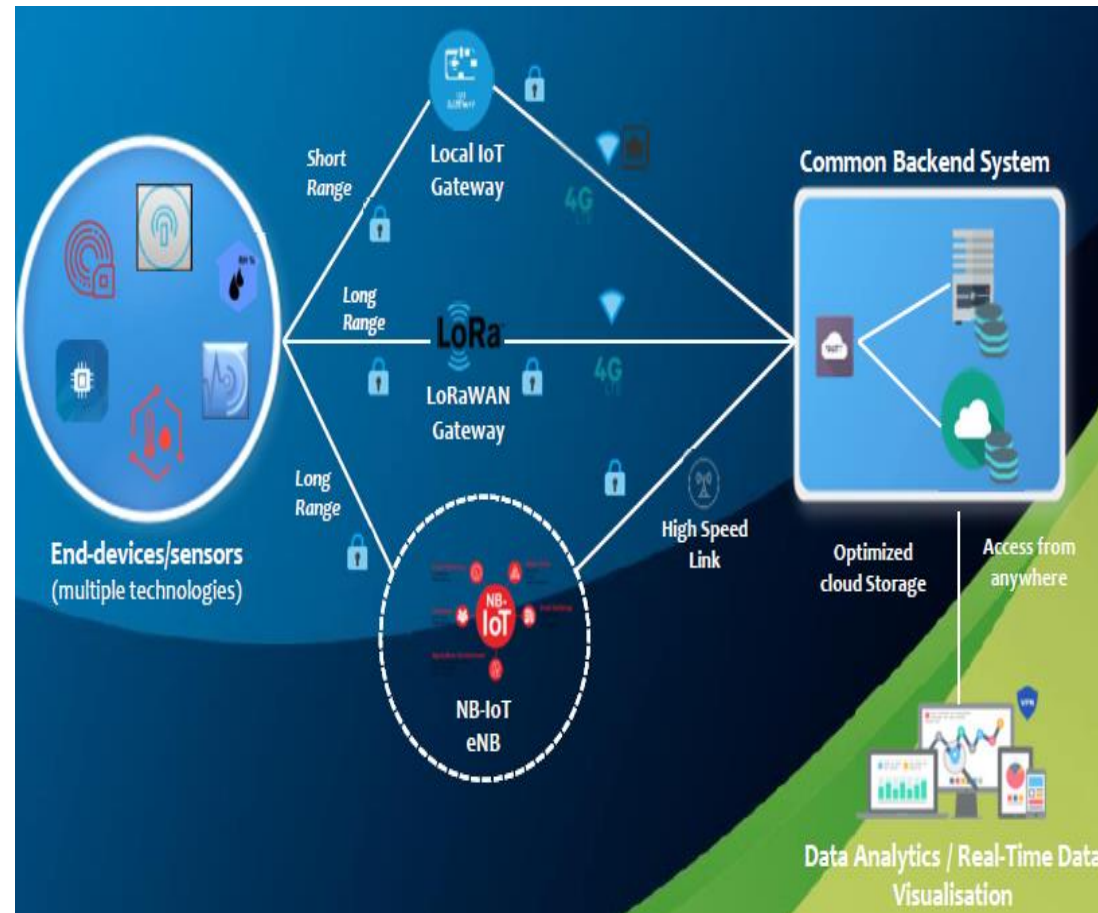 Local IoT
Gateway
Short
Range
4G
Common Backend System
Long
Range
LoRa
LoRaWAN
Gateway
4G
Long
Range
High Speed
Link
End-devices/sensors
(multiple technologies)
NB-
IoT
NB-IoT
eNB
Optimized
cloud Storage
Access from
anywhere
VPN
Data Analytics / Real-Time Data
Visualisation